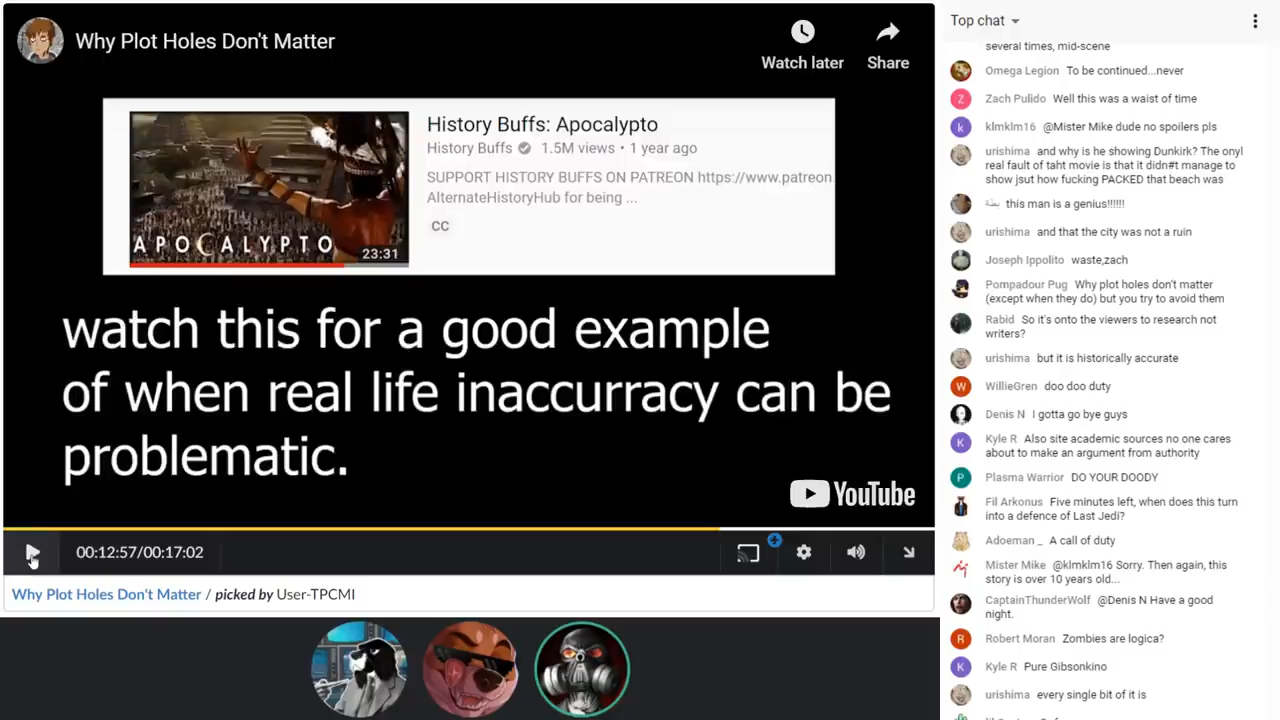 Why Plot Holes Don't Matter
Watch later
Share
History Buffs: Apocalypto
History Buffs
1.5M views • 1 year ago
SUPPORT HISTORY BUFFS ON PATREON https://www.patreon.
AlternateHistoryHub for being ...
CC
APOCALYPTO
23:31
watch this for a good example
of when real life inaccurracy can be
problematic.
YouTube
00:12:57/00:17:02
Why Plot Holes Don't Matter / picked by User-TPCMI
Top chat
several times, mid-scene
Omega Legion To be continued...never
Z
Zach Pulido Well this was a waist of time
k
klmklm16 @Mister Mike dude no spoilers pls
urishima and why is he showing Dunkirk? The onyl
real fault of taht movie is that it didn#t manage to
show jsut how fucking PACKED that beach was
this man is a genius!!!!!!
urishima and that the city was not a ruin
Joseph Ippolito waste,zach
Pompadour Pug Why plot holes don't matter
(except when they do) but you try to avoid them
Rabid So it's onto the viewers to research not
writers?
urishima but it is historically accurate
W
WillieGren doo doo duty
Denis N I gotta go bye guys
K
Kyle R Also site academic sources no one cares
about to make an argument from authority
P
Plasma Warrior DO YOUR DOODY
Fil Arkonus Five minutes left, when does this turn
into a defence of Last Jedi?
Adoeman _ A call of duty
Mister Mike @klmklm16 Sorry. Then again, this
story is over 10 years old...
CaptainThunderWolf @Denis N Have a good
night.
R
Robert Moran Zombies are logica?
K
Kyle R Pure Gibsonkino
urishima every single bit of it is